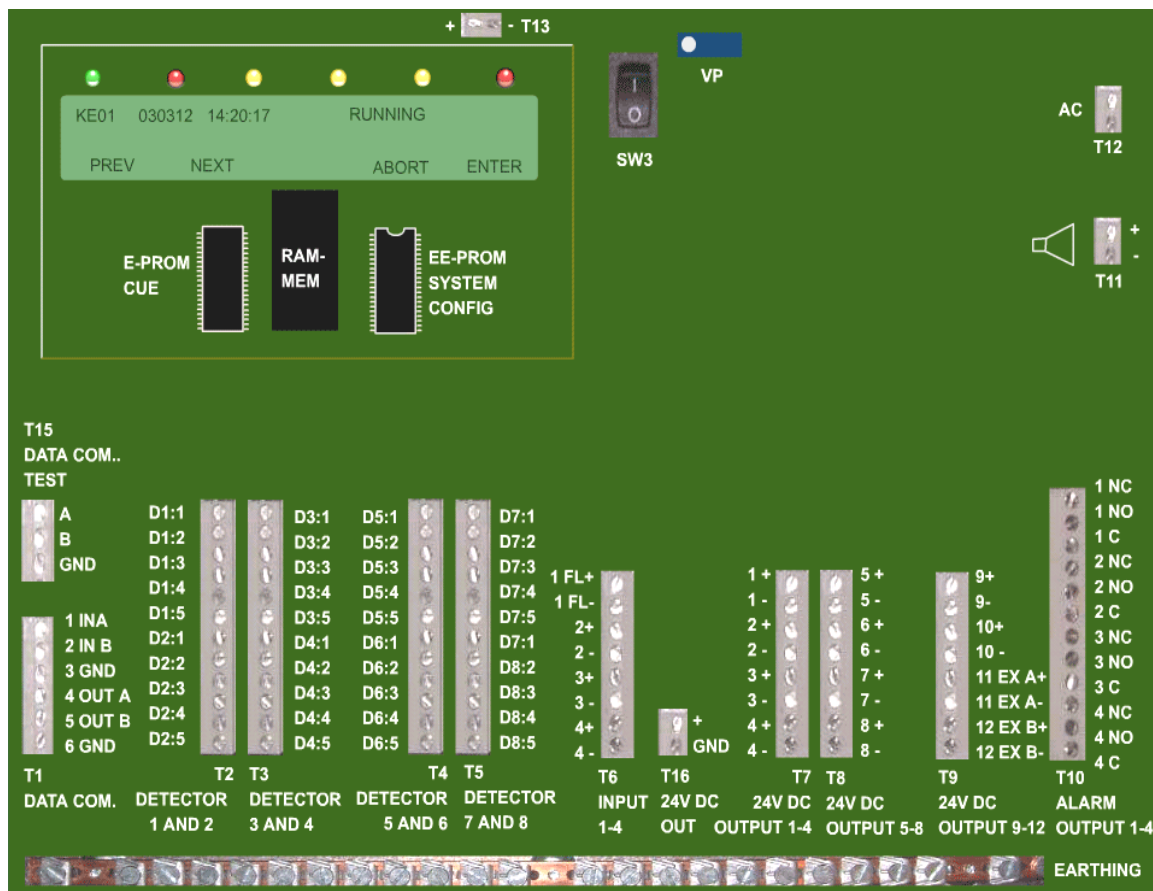 + - T13
VP
I
O
SW3
KE01 030312 14:20:17 RUNNING
PREV NEXT ABORT ENTER
E-PROM
CUE
RAM-
MEM
EE-PROM
SYSTEM
CONFIG
AC
T12
+
-
T11
T15
DATA COM..
TEST
A
B
GND
1 INA
2 IN B
3 GND
4 OUT A
5 OUT B
6 GND
T1
DATA COM.
D1:1
D1:2
D1:3
D1:4
D1:5
D2:1
D2:2
D2:3
D2:4
D2:5
T2
DETECTOR
1 AND 2
D3:1
D3:2
D3:3
D3:4
D3:5
D4:1
D4:2
D4:3
D4:4
D4:5
T3
DETECTOR
3 AND 4
D5:1
D5:2
D5:3
D5:4
D5:5
D6:1
D6:2
D6:3
D6:4
D6:5
T4
DETECTOR
5 AND 6
D7:1
D7:2
D7:3
D7:4
D7:5
D7:1
D8:2
D8:3
D8:4
D8:5
T5
DETECTOR
7 AND 8
1 FL+
1 FL-
2+
2 -
3+
3 -
4+
4 -
T6
INPUT
1-4
+
GND
T16
24V DC
OUT
1 +
1 -
2 +
2 -
3 +
3 -
4 +
4 -
T7
24V DC
OUTPUT 1-4
5 +
5 -
6 +
6 -
7 +
7 -
8 +
8 -
T8
24V DC
OUTPUT 5-8
9+
9-
10+
10 -
11 EX A+
11 EX A-
12 EX B+
12 EX B-
T9
24V DC
OUTPUT 9-12
1 NC
1 NO
1 C
2 NC
2 NO
2 C
3 NC
3 NO
3 C
4 NC
4 NO
4 C
T10
ALARM
OUTPUT 1-4
EARTHING